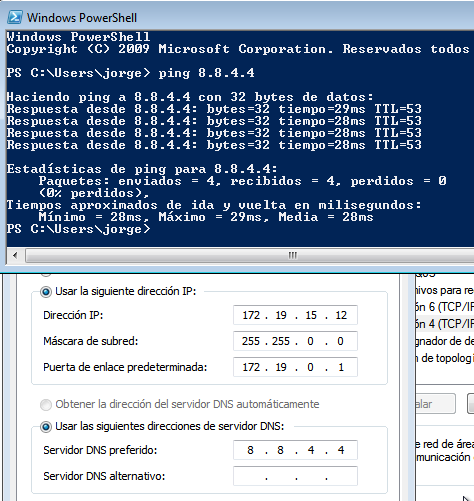 Windows PowerShell
Windows PowerShell
Copyright (C) 2009 Microsoft Corporation. Reservados todos
PS C:\Users\jorge> ping 8.8.4.4
Haciendo ping a 8.8.4.4 con 32 bytes de datos:
Respuesta desde 8.8.4.4: bytes=32 tiempo=29ms TTL=53
Respuesta desde 8.8.4.4: bytes=32 tiempo=28ms TTL=53
Respuesta desde 8.8.4.4: bytes=32 tiempo=28ms TTL=53
Respuesta desde 8.8.4.4: bytes=32 tiempo=28ms TTL=53
Estadísticas de ping para 8.8.4.4:
Paquetes: enviados = 4, recibidos = 4, perdidos = 0
(0% perdidos),
Tiempos aproximados de ida y vuelta en milisegundos:
Mínimo = 28ms, Máximo = 29ms, Media = 28ms
PS C:\Users\jorge>
Usar la siguiente dirección IP:
Dirección IP: 172 . 19 . 15 . 12
Máscara de subred: 255 . 255 . 0 . 0
Puerta de enlace predeterminada: 172 . 19 . 0 . 1
Obtener la dirección del servidor DNS automáticamente
Usar las siguientes direcciones de servidor DNS:
Servidor DNS preferido: 8 . 8 . 4 . 4
Servidor DNS alternativo: . . .
hivos para re
ón 6 (TCP/IP
ón 4 (TCP/IP
gnador de de
n de topolog
alar
e red de área
municación